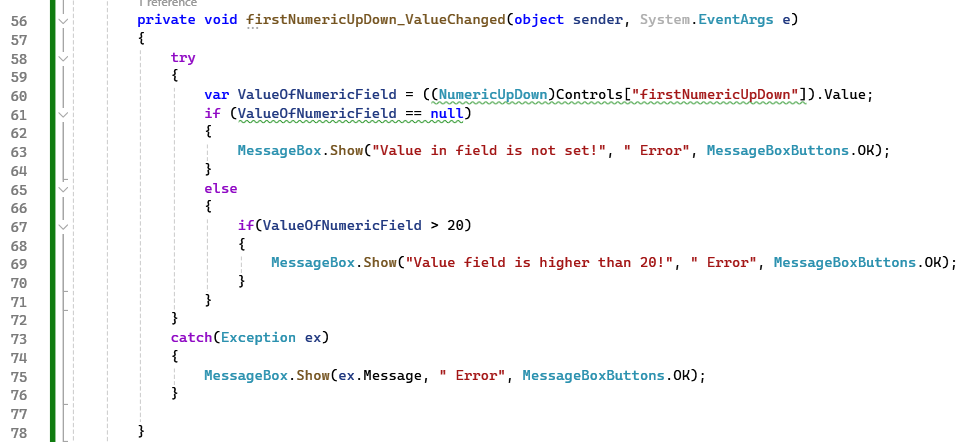 1 reference
56 private void firstNumericUpDown_ValueChanged(object sender, System.EventArgs e)
57 {
58 try
59 {
60 var ValueOfNumericField = ((NumericUpDown)Controls["firstNumericUpDown"]).Value;
61 if (ValueOfNumericField == null)
62 {
63 MessageBox.Show("Value in field is not set!", " Error", MessageBoxButtons.OK);
64 }
65 else
66 {
67 if(ValueOfNumericField > 20)
68 {
69 MessageBox.Show("Value field is higher than 20!", " Error", MessageBoxButtons.OK);
70 }
71 }
72 }
73 catch(Exception ex)
74 {
75 MessageBox.Show(ex.Message, " Error", MessageBoxButtons.OK);
76 }
77
78 }